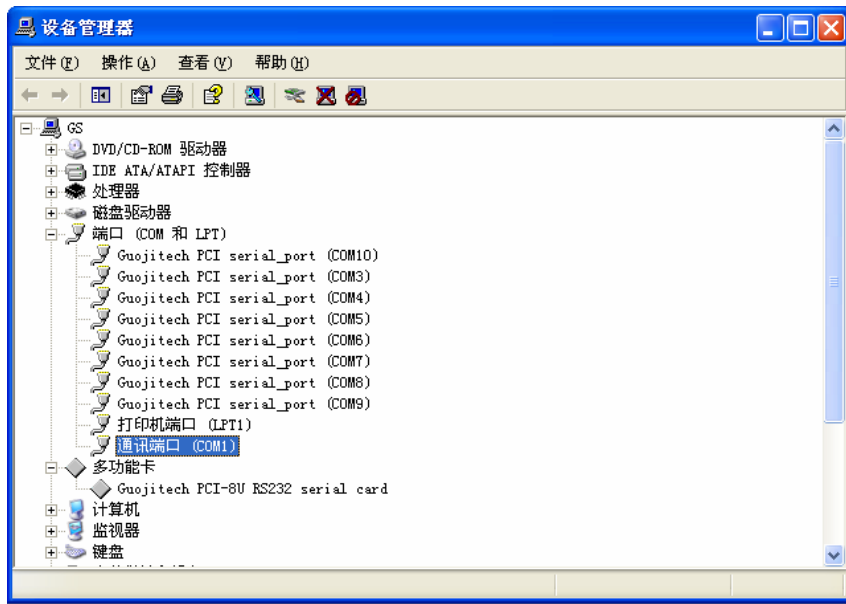 设备管理器
文件(F) 操作(A) 查看(V) 帮助(H)
GS
DVD/CD-ROM 驱动器
IDE ATA/ATAPI 控制器
处理器
磁盘驱动器
端口 (COM 和 LPT)
Guojitech PCI serial_port (COM10)
Guojitech PCI serial_port (COM3)
Guojitech PCI serial_port (COM4)
Guojitech PCI serial_port (COM5)
Guojitech PCI serial_port (COM6)
Guojitech PCI serial_port (COM7)
Guojitech PCI serial_port (COM8)
Guojitech PCI serial_port (COM9)
打印机端口 (LPT1)
通讯端口 (COM1)
多功能卡
Guojitech PCI-8U RS232 serial card
计算机
监视器
键盘